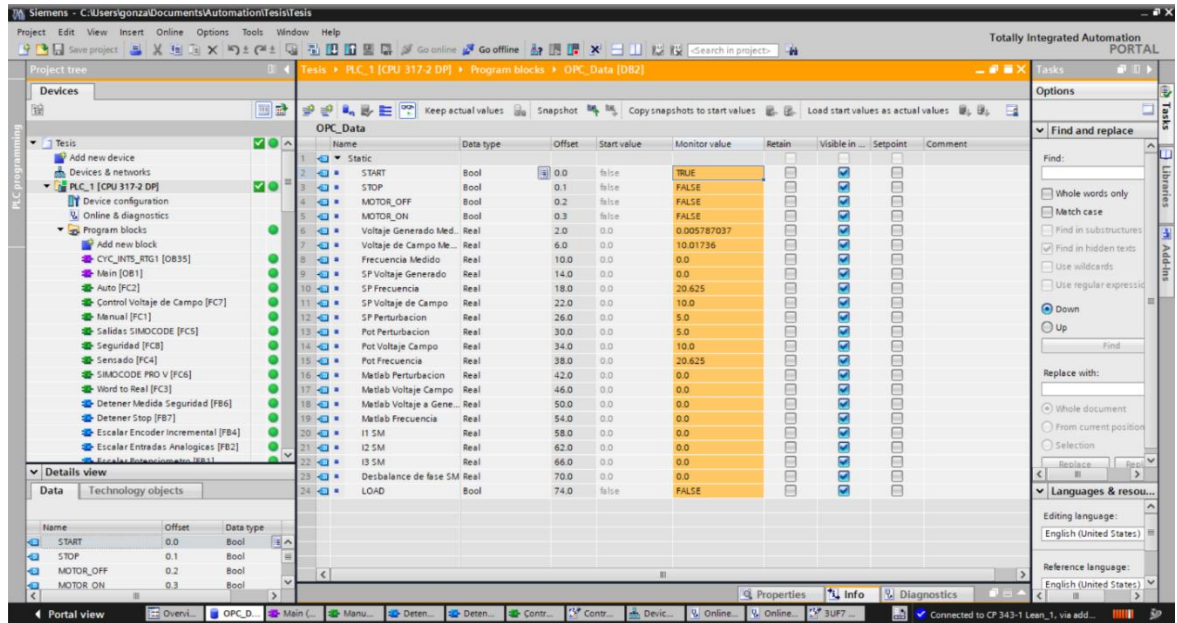 Siemens - C:\Users\gonza\Documents\Automation\Tesis\Tesis
Project Edit View Insert Online Options Tools Window Help
Totally Integrated Automation
PORTAL
Save project Go online Go offline <Search in project>
Project tree
Tesis PLC_1 [CPU 317-2 DP] Program blocks OPC_Data [DB2]
Tasks
Devices
Options
Keep actual values Snapshot Copy snapshots to start values Load start values as actual values
OPC_Data
Name Data type Offset Start value Monitor value Retain Visible in ... Setpoint Comment
1 Static
2 START Bool 0.0 false TRUE
3 STOP Bool 0.1 false FALSE
4 MOTOR_OFF Bool 0.2 false FALSE
5 MOTOR_ON Bool 0.3 false FALSE
6 Voltaje Generado Med... Real 2.0 0.0 0.005787037
7 Voltaje de Campo Me... Real 6.0 0.0 10.01736
8 Frecuencia Medido Real 10.0 0.0 0.0
9 SP Voltaje Generado Real 14.0 0.0 0.0
10 SP Frecuencia Real 18.0 0.0 20.625
11 SP Voltaje de Campo Real 22.0 0.0 10.0
12 SP Perturbacion Real 26.0 0.0 5.0
13 Pot Perturbacion Real 30.0 0.0 5.0
14 Pot Voltaje Campo Real 34.0 0.0 10.0
15 Pot Frecuencia Real 38.0 0.0 20.625
16 Matlab Perturbacion Real 42.0 0.0 0.0
17 Matlab Voltaje Campo Real 46.0 0.0 0.0
18 Matlab Voltaje a Gene... Real 50.0 0.0 0.0
19 Matlab Frecuencia Real 54.0 0.0 0.0
20 I1 SM Real 58.0 0.0 0.0
21 I2 SM Real 62.0 0.0 0.0
22 I3 SM Real 66.0 0.0 0.0
23 Desbalance de fase SM Real 70.0 0.0 0.0
24 LOAD Bool 74.0 false FALSE
PLC programming
Tesis
Add new device
Devices & networks
PLC_1 [CPU 317-2 DP]
Device configuration
Online & diagnostics
Program blocks
Add new block
CYC_INT5_RTG1 [OB35]
Main [OB1]
Auto [FC2]
Control Voltaje de Campo [FC7]
Manual [FC1]
Salidas SIMOCODE [FC5]
Seguridad [FC8]
Sensado [FC4]
SIMOCODE PRO V [FC6]
Word to Real [FC3]
Detener Medida Seguridad [FB6]
Detener Stop [FB7]
Escalar Encoder Incremental [FB4]
Escalar Entradas Analogicas [FB2]
Escalar Potenciometro [FB1]
Details view
Data Technology objects
Name Offset Data type
START 0.0 Bool
STOP 0.1 Bool
MOTOR_OFF 0.2 Bool
MOTOR_ON 0.3 Bool
Find and replace
Find:
Whole words only
Match case
Find in substructures
Find in hidden texts
Use wildcards
Use regular expressio
Down
Up
Find
Replace with:
Whole document
From current position
Selection
Replace
Languages & resou...
Editing language:
English (United States)
Reference language:
English (United States)
Tasks
Libraries
Add-Ins
Properties Info Diagnostics
Portal view Overvi... OPC_D... Main (... Manu... Deten... Deten... Contr... Contr... Devic... Online... Online... 3UF7 ... Connected to CP 343-1 Lean_1, via add...